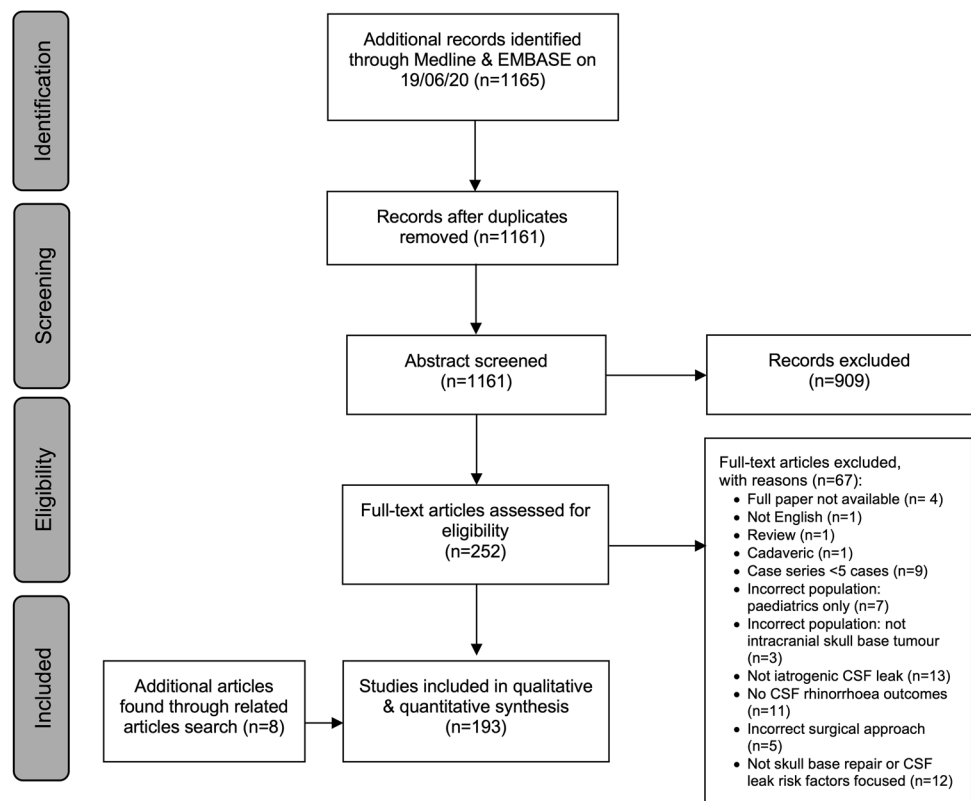 Identification
Additional records identified
through Medline & EMBASE on
19/06/20 (n=1165)
Screening
Records after duplicates
removed (n=1161)
Abstract screened
(n=1161)
Records excluded
(n=909)
Eligibility
Full-text articles assessed for
eligibility
(n=252)
Full-text articles excluded,
with reasons (n=67):
• Full paper not available (n= 4)
• Not English (n=1)
• Review (n=1)
• Cadaveric (n=1)
• Case series <5 cases (n=9)
• Incorrect population:
paediatrics only (n=7)
• Incorrect population: not
intracranial skull base tumour
(n=3)
• Not iatrogenic CSF leak (n=13)
• No CSF rhinorrhoea outcomes
(n=11)
• Incorrect surgical approach
(n=5)
• Not skull base repair or CSF
leak risk factors focused (n=12)
Included
Additional articles
found through related
articles search (n=8)
Studies included in qualitative
& quantitative synthesis
(n=193)